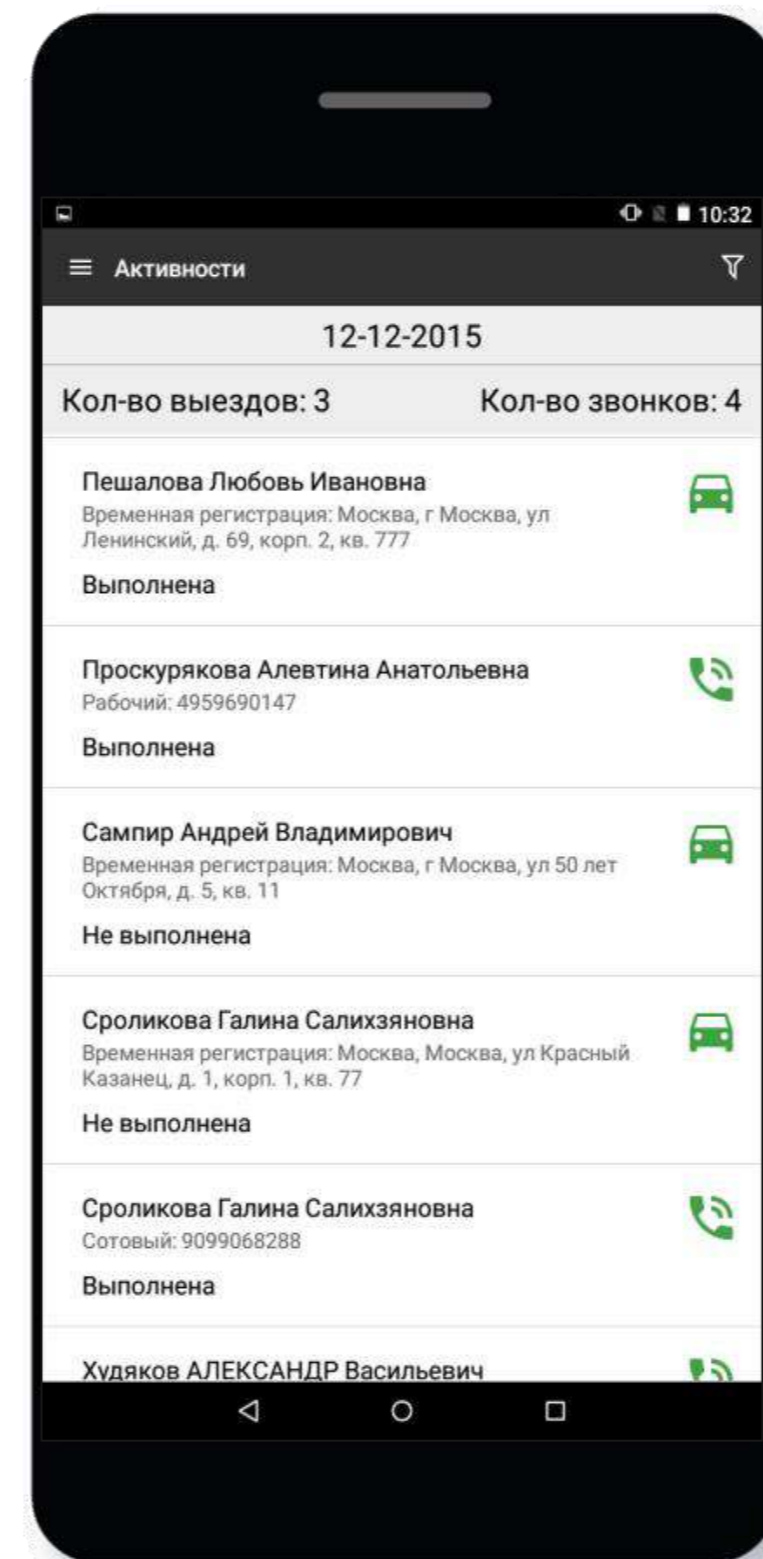 10:32
Активности
12-12-2015
Кол-во выездов: 3 Кол-во звонков: 4
Пешалова Любовь Ивановна
Временная регистрация: Москва, г Москва, ул
Ленинский, д. 69, корп. 2, кв. 777
Выполнена
Проскурякова Алевтина Анатольевна
Рабочий: 4959690147
Выполнена
Сампир Андрей Владимирович
Временная регистрация: Москва, г Москва, ул 50 лет
Октября, д. 5, кв. 11
Не выполнена
Сроликова Галина Салихзяновна
Временная регистрация: Москва, Москва, ул Красный
Казанец, д. 1, корп. 1, кв. 77
Не выполнена
Сроликова Галина Салихзяновна
Сотовый: 9099068288
Выполнена
Худяков АЛЕКСАНДР Васильевич